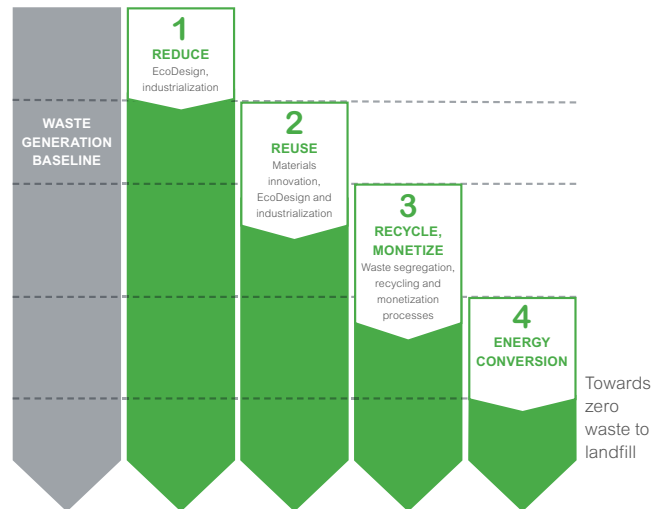 WASTE
GENERATION
BASELINE
1
REDUCE
EcoDesign,
industrialization
2
REUSE
Materials
innovation,
EcoDesign and
industrialization
3
RECYCLE,
MONETIZE
Waste segregation,
recycling and
monetization
processes
4
ENERGY
CONVERSION
Towards
zero
waste to
landfill